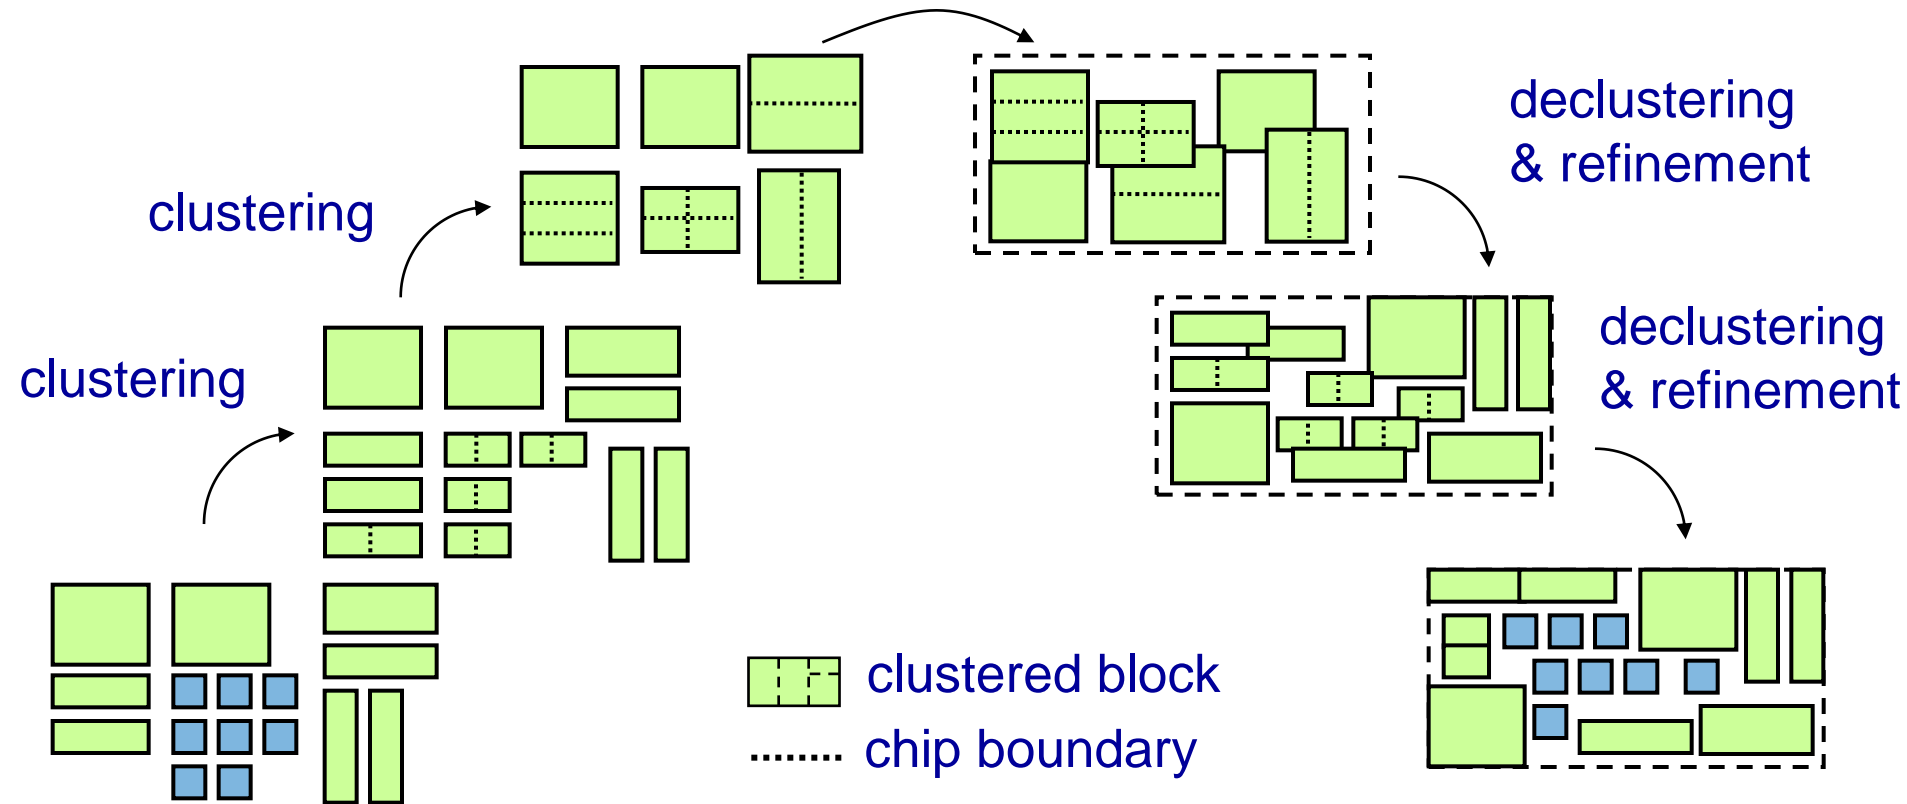 clustering
clustering
declustering
& refinement
declustering
& refinement
clustered block
chip boundary